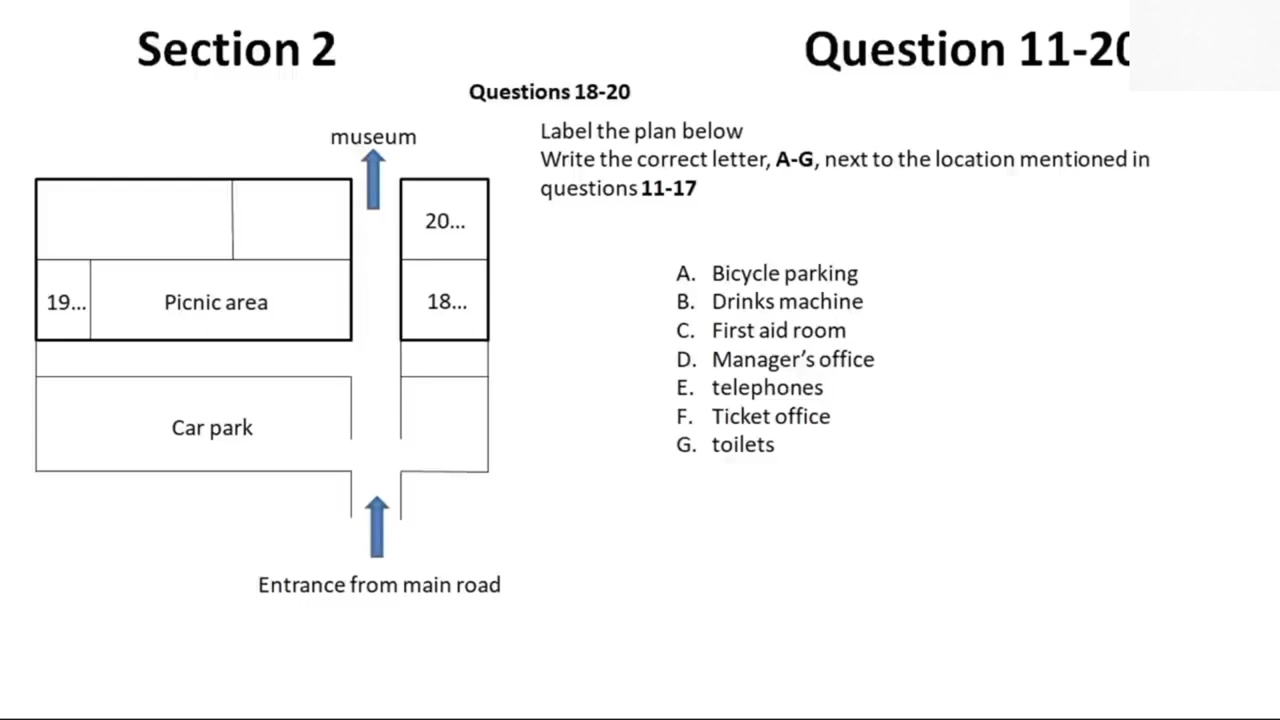 Section 2
Question 11-20
Questions 18-20
Label the plan below
Write the correct letter, A-G, next to the location mentioned in
questions 11-17
museum
20...
19...
Picnic area
18...
Car park
Entrance from main road
A. Bicycle parking
B. Drinks machine
C. First aid room
D. Manager's office
E. telephones
F. Ticket office
G. toilets